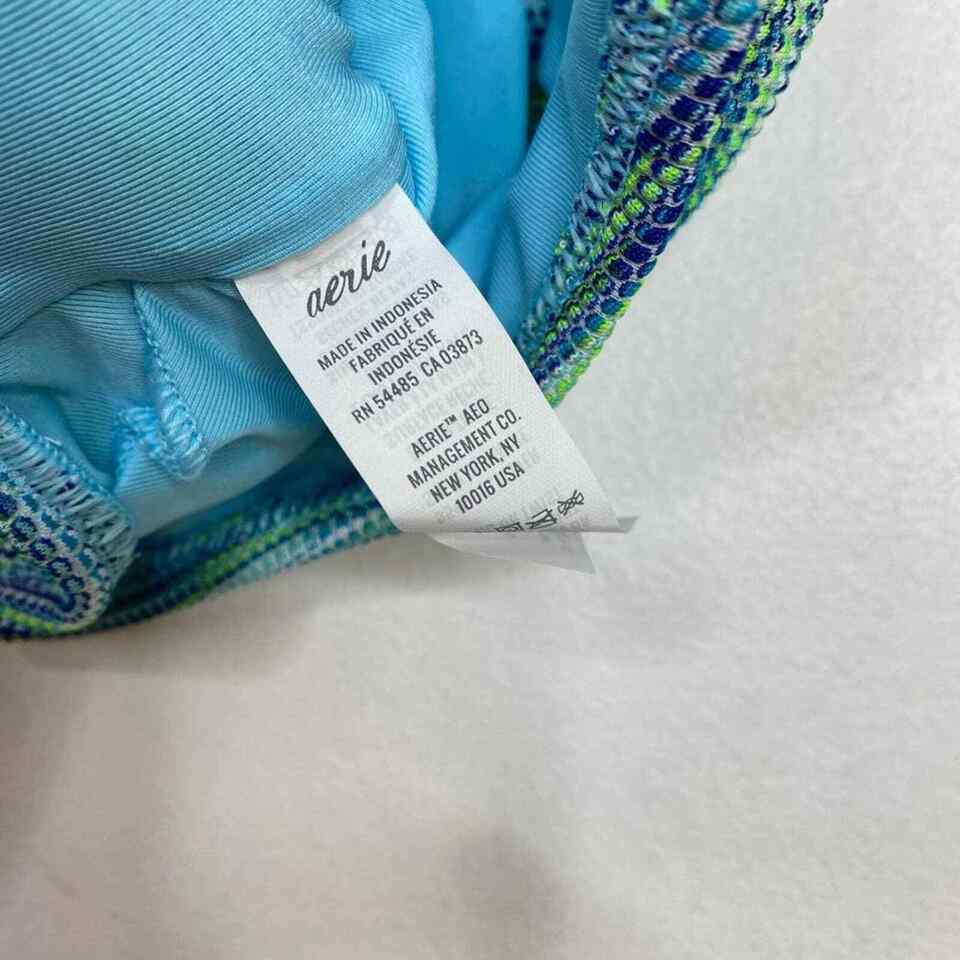 aerie
MADE IN INDONESIA
FABRIQUÉ EN
INDONÉSIE
RN 54485 CA 03873
AERIE™ AEO
MANAGEMENT CO.
NEW YORK, NY
10016 USA